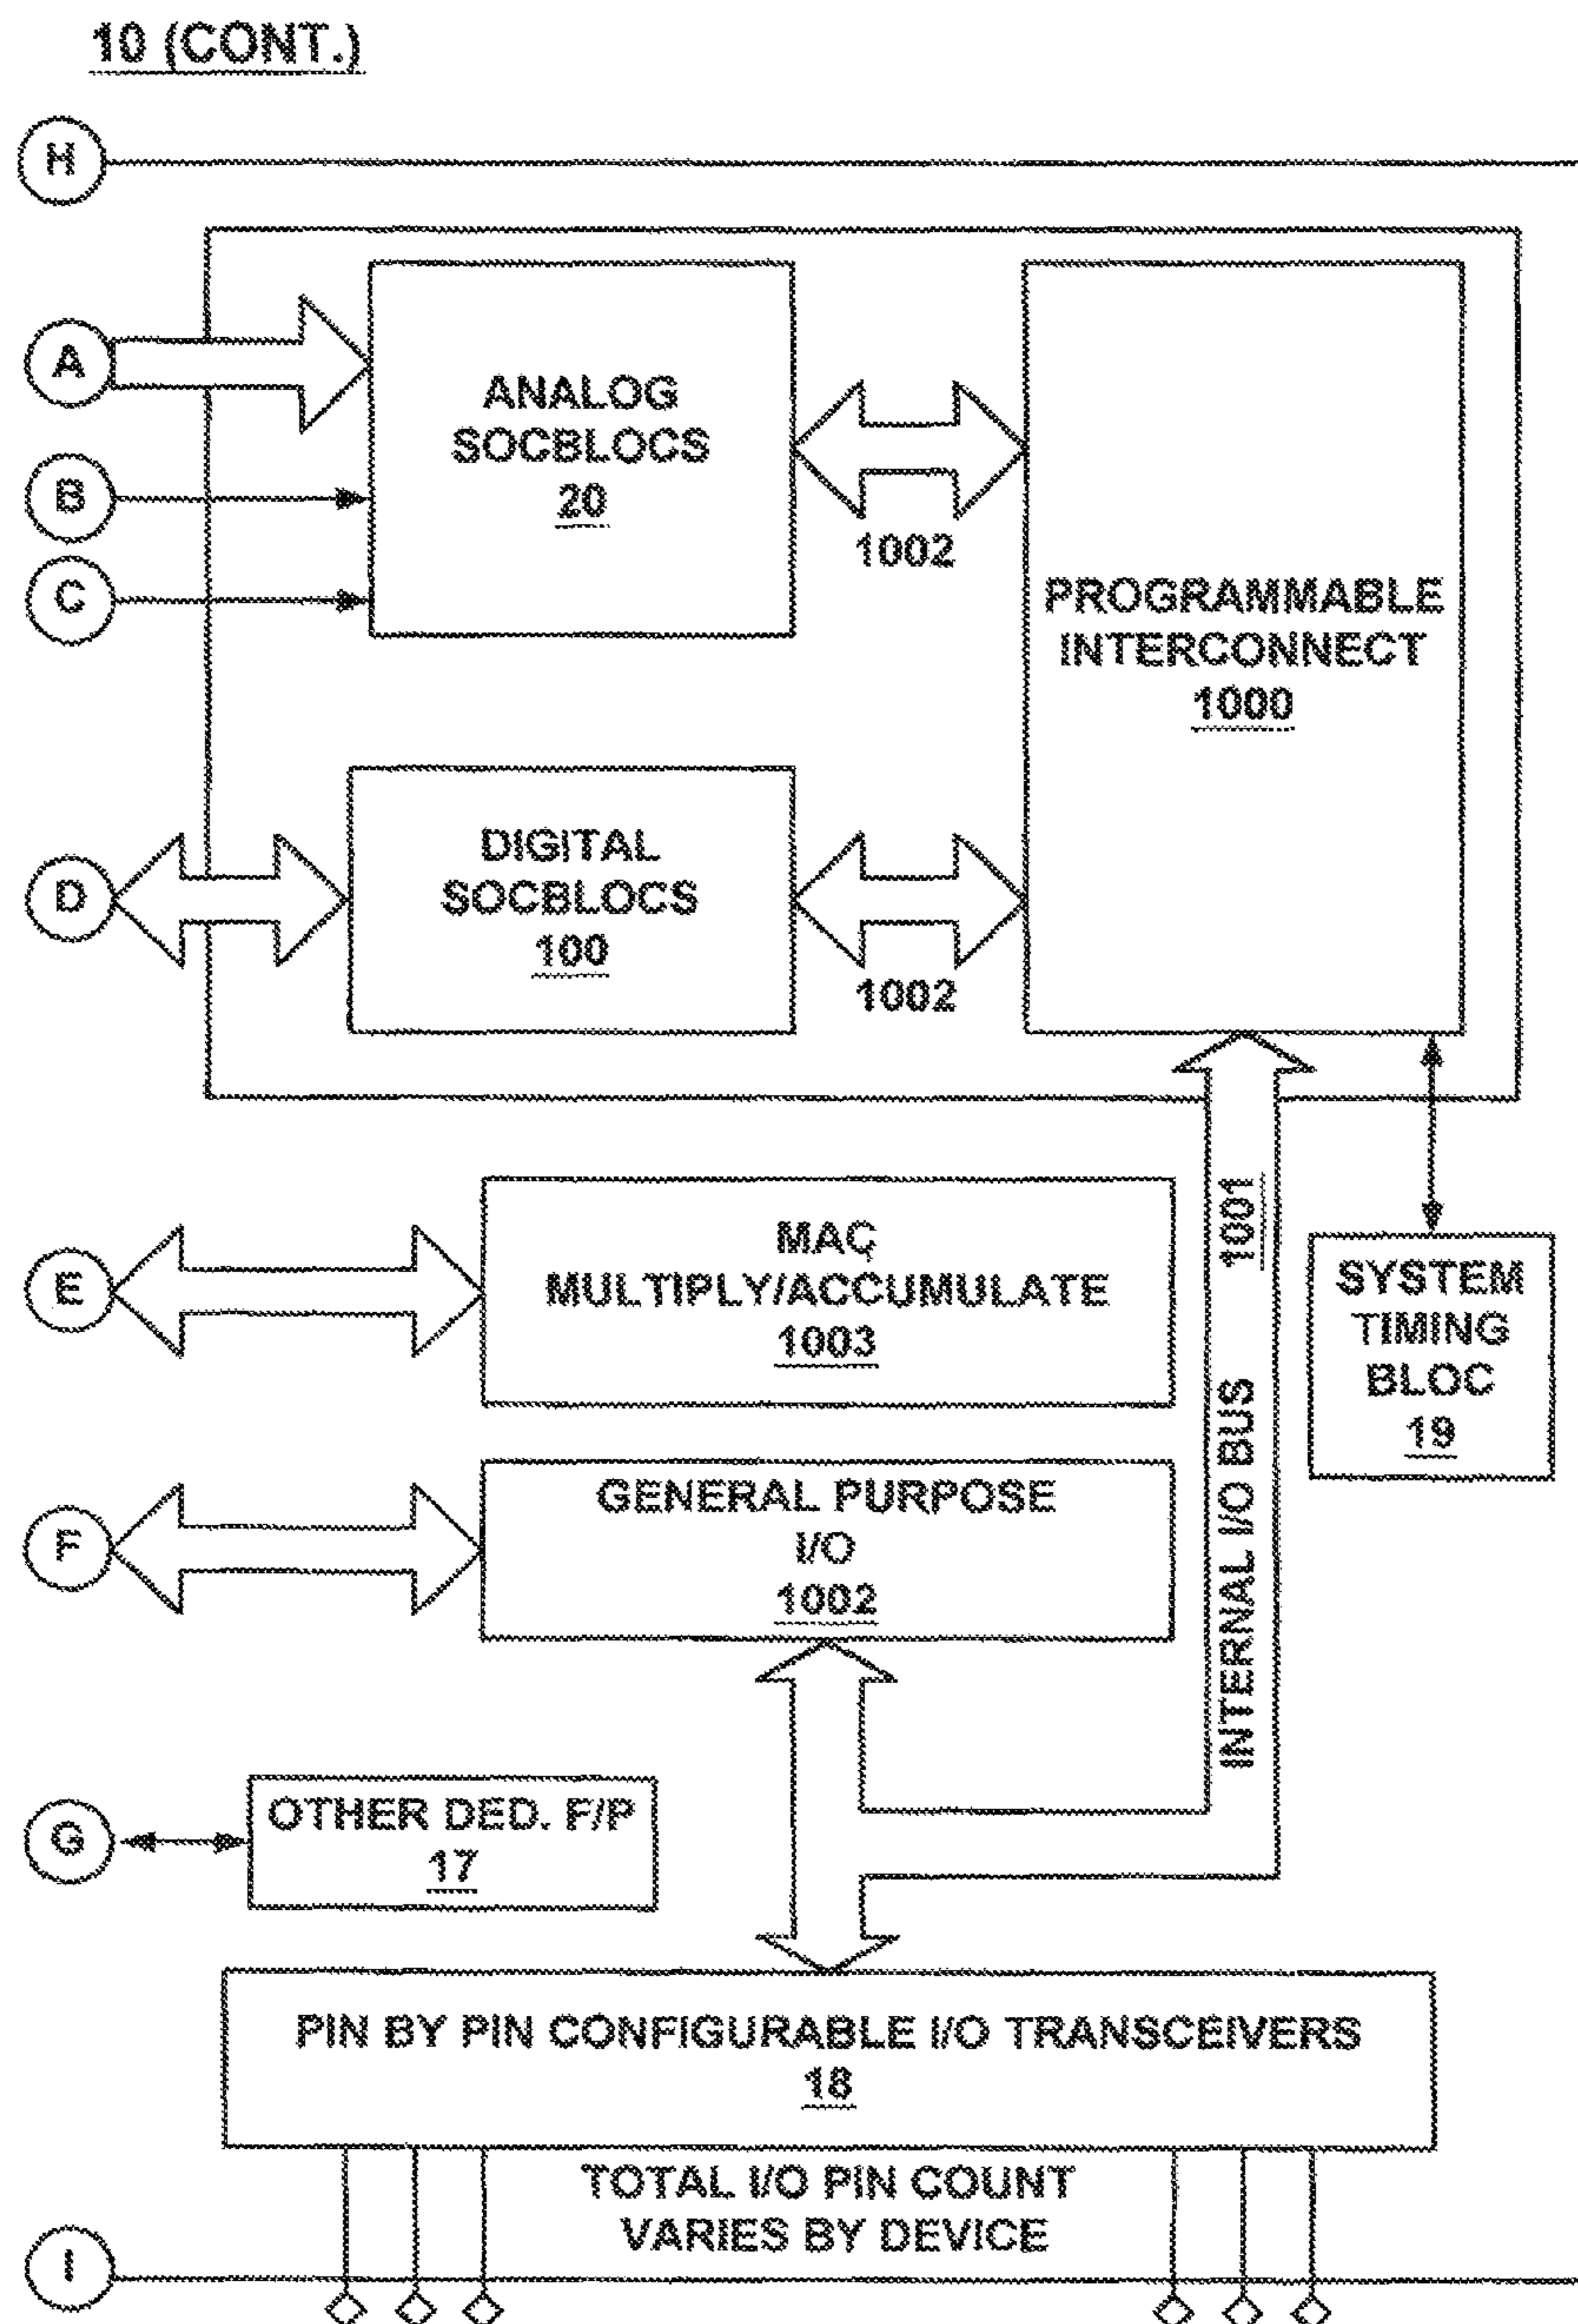 10 (CONT.)
H
A
ANALOG
SOCBLOCS
20
B
C
1002
PROGRAMMABLE
INTERCONNECT
1000
D
DIGITAL
SOCBLOCS
100
1002
E
MAC
MULTIPLY/ACCUMULATE
1003
INTERNAL I/O BUS 1001
SYSTEM
TIMING
BLOC
19
F
GENERAL PURPOSE
I/O
1002
G
OTHER DED. F/P
17
PIN BY PIN CONFIGURABLE I/O TRANSCEIVERS
18
TOTAL I/O PIN COUNT
VARIES BY DEVICE
I